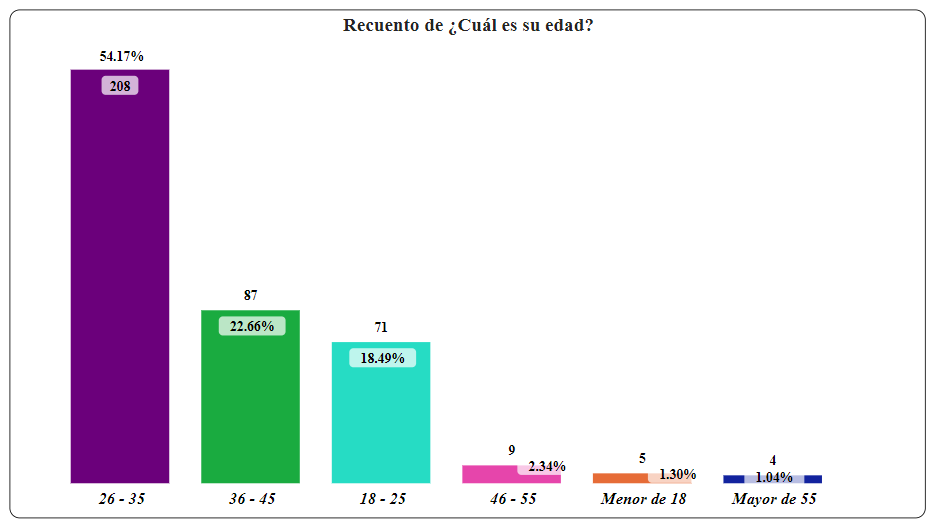 Recuento de ¿Cuál es su edad?
54.17%
208
87
22.66%
71
18.49%
9
2.34%
5
1.30%
4
1.04%
26 - 35
36 - 45
18 - 25
46 - 55
Menor de 18
Mayor de 55